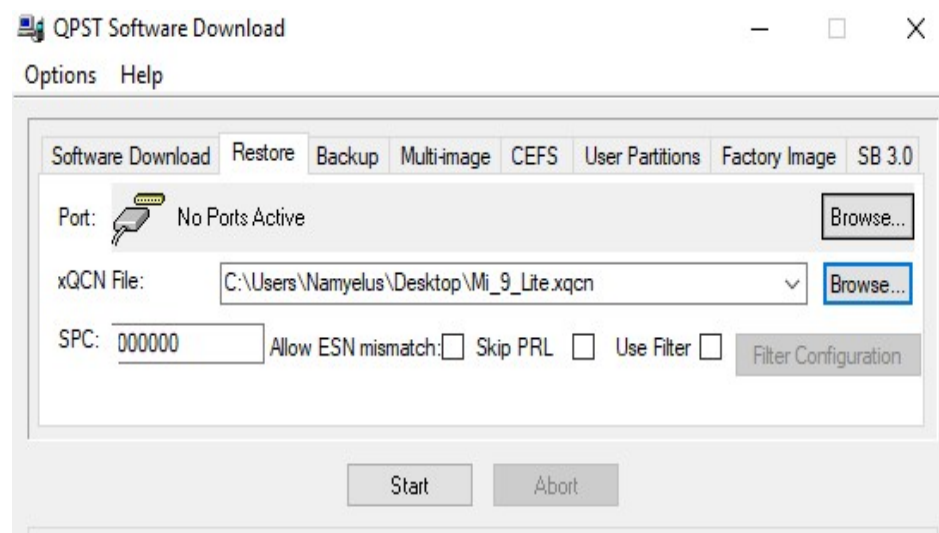 QPST Software Download
Options Help
Software Download Restore Backup Multi-image CEFS User Partitions Factory Image SB 3.0
Port: No Ports Active Browse...
xQCN File: C:\Users\Namyelus\Desktop\Mi_9_Lite.xqcn Browse...
SPC: 000000 Allow ESN mismatch: Skip PRL Use Filter Filter Configuration
Start Abort